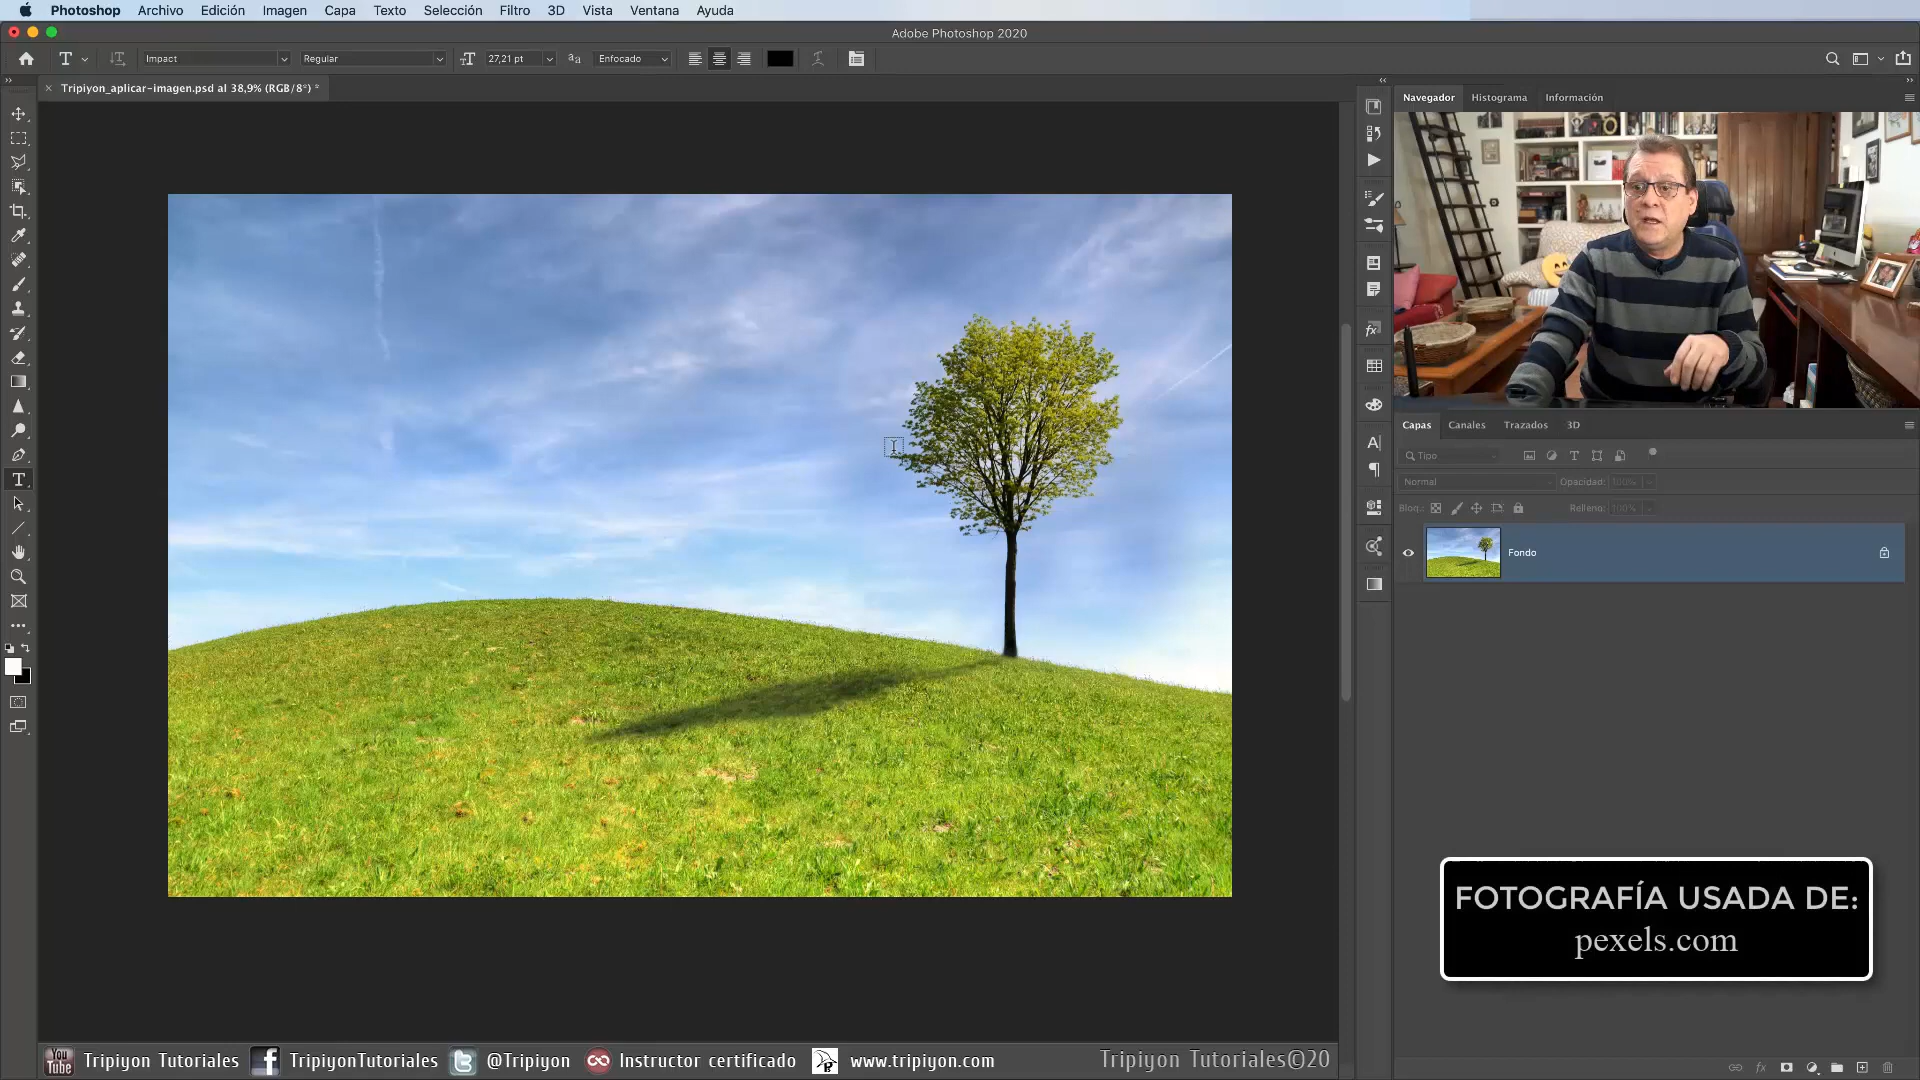 Photoshop Archivo Edición Imagen Capa Texto Selección Filtro 3D Vista Ventana Ayuda
Adobe Photoshop 2020
T Impact Regular 27,21 pt Enfocado
Tripiyon_aplicar-imagen.psd al 38,9% (RGB/8*) *
Navegador Histograma Información
Capas Canales Trazados 3D
Tipo
Normal Opacidad: 100%
Bloq.: Relleno: 100%
Fondo
FOTOGRAFÍA USADA DE:
pexels.com
You Tube Tripiyon Tutoriales TripiyonTutoriales @Tripiyon Instructor certificado www.tripiyon.com Tripiyon Tutoriales©20